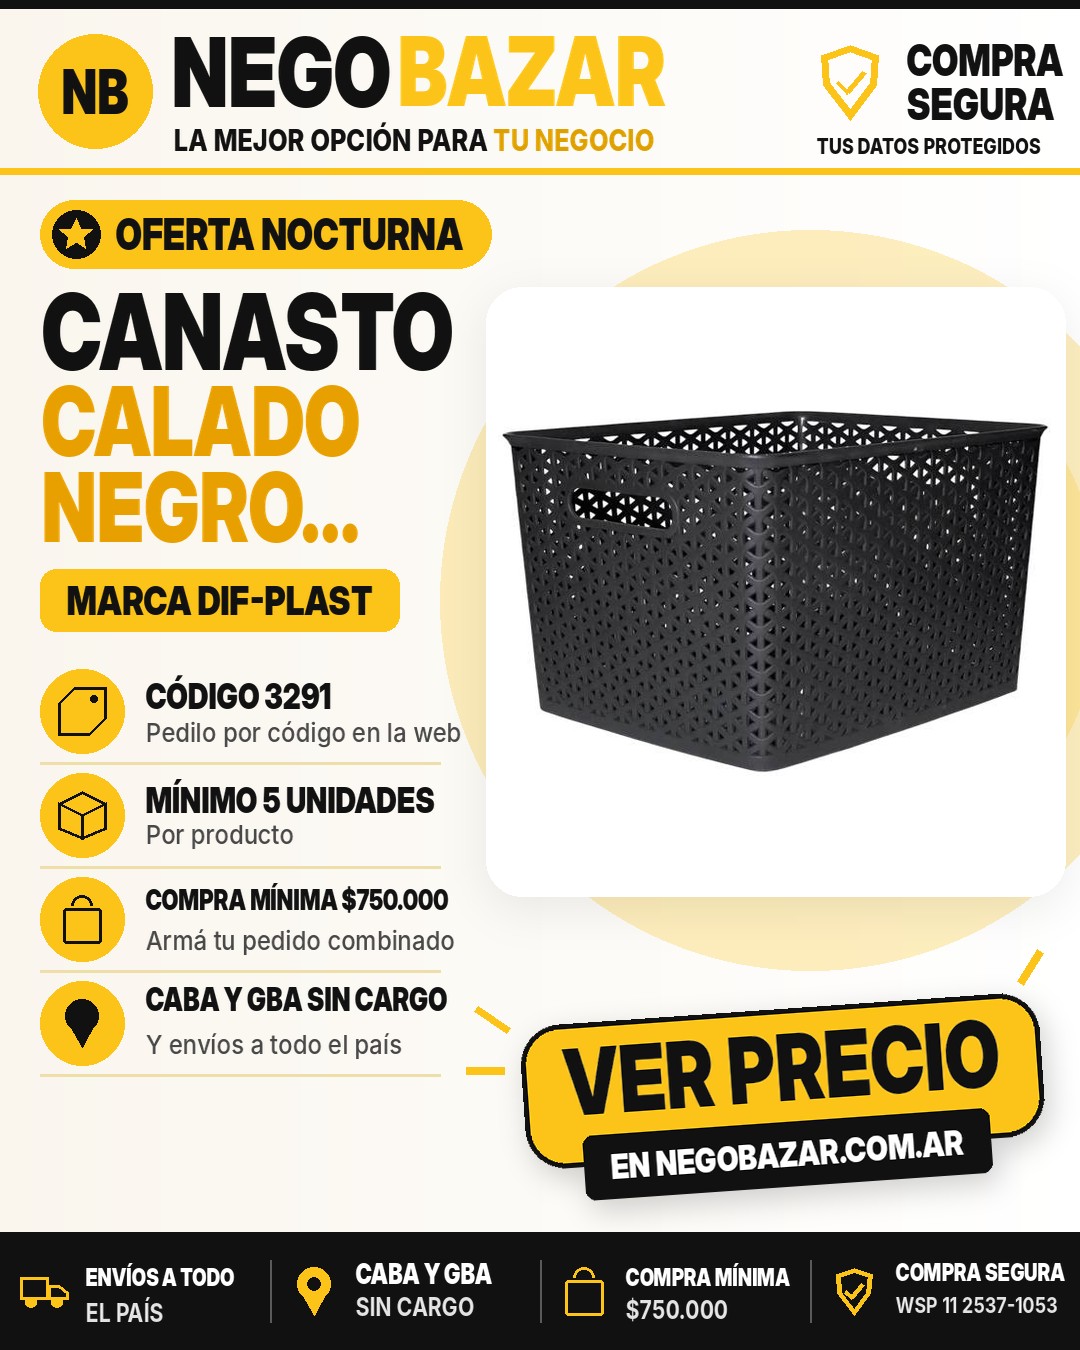 NB
NEGOBAZAR
LA MEJOR OPCIÓN PARA TU NEGOCIO
COMPRA
SEGURA
TUS DATOS PROTEGIDOS
OFERTA NOCTURNA
CANASTO
CALADO
NEGRO...
MARCA DIF-PLAST
CÓDIGO 3291
Pedilo por código en la web
MÍNIMO 5 UNIDADES
Por producto
COMPRA MÍNIMA $750.000
Armá tu pedido combinado
CABA Y GBA SIN CARGO
Y envíos a todo el país
VER PRECIO
EN NEGOBAZAR.COM.AR
ENVÍOS A TODO
EL PAÍS
CABA Y GBA
SIN CARGO
COMPRA MÍNIMA
$750.000
COMPRA SEGURA
WSP 11 2537-1053